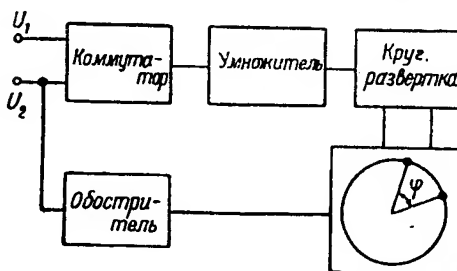 U₁
U₂
Коммута-
тор
Умножитель
Круг.
развертка
Обостри-
тель
φ